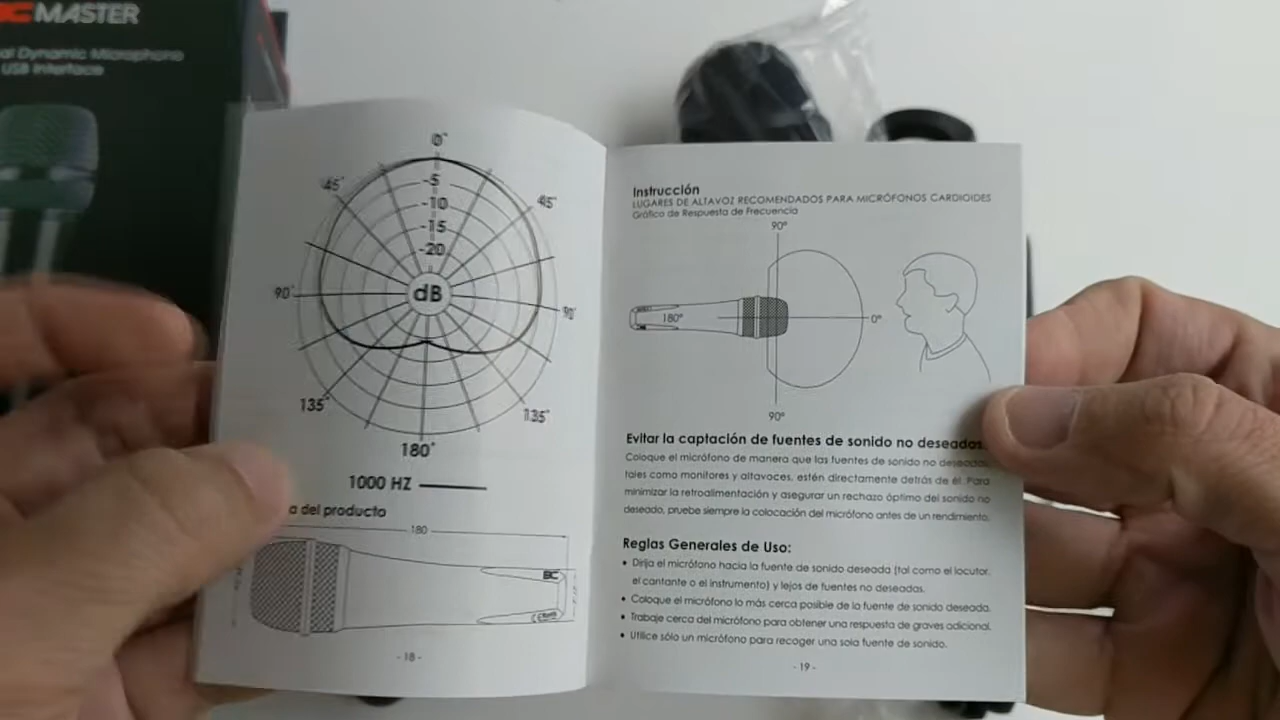 MASTER
Dynamic Microphone
USB Interface
0°
45°
45°
-5
-10
-15
-20
dB
90°
90°
135°
135°
180°
1000 HZ
del producto
180
BC
- 18 -
Instrucción
LUGARES DE ALTAVOZ RECOMENDADOS PARA MICRÓFONOS CARDIOIDES
Gráfico de Respuesta de Frecuencia
90°
180°
0°
90°
Evitar la captación de fuentes de sonido no deseadas
Coloque el micrófono de manera que las fuentes de sonido no deseadas,
tales como monitores y altavoces, estén directamente detrás de él. Para
minimizar la retroalimentación y asegurar un rechazo óptimo del sonido no
deseado, pruebe siempre la colocación del micrófono antes de un rendimiento.
Reglas Generales de Uso:
• Dirija el micrófono hacia la fuente de sonido deseada (tal como el locutor,
el cantante o el instrumento) y lejos de fuentes no deseadas.
• Coloque el micrófono lo más cerca posible de la fuente de sonido deseada.
• Trabaje cerca del micrófono para obtener una respuesta de graves adicional.
• Utilice sólo un micrófono para recoger una sola fuente de sonido.
- 19 -